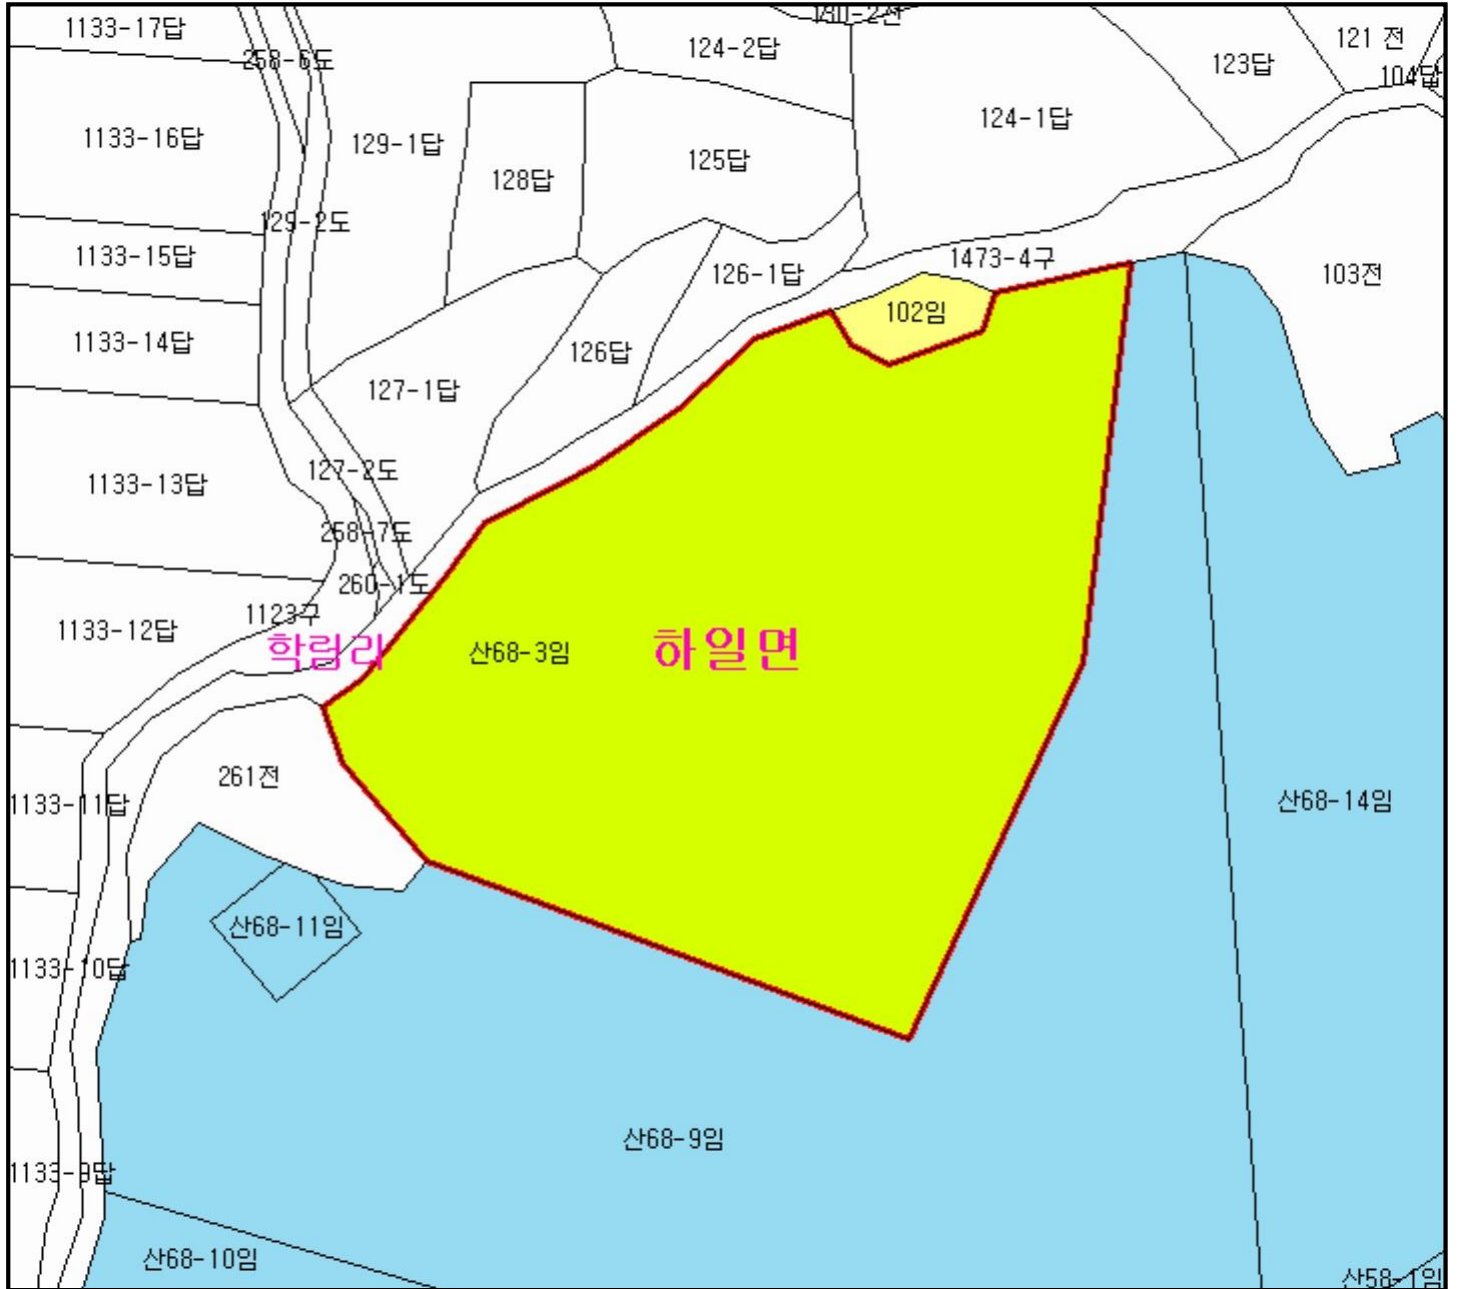 1133-17답
258-6도
124-2답
130-2전
121 전
123답
104답
124-1답
1133-16답
129-1답
128답
125답
129-2도
1133-15답
126-1답
1473-4구
103전
102임
1133-14답
126답
127-1답
127-2도
1133-13답
258-7도
260-1도
1123구
1133-12답
학림리
산68-3임
하일면
261전
1133-11답
산68-14임
산68-11임
1133-10답
산68-9임
1133-9답
산68-10임
산58-1임